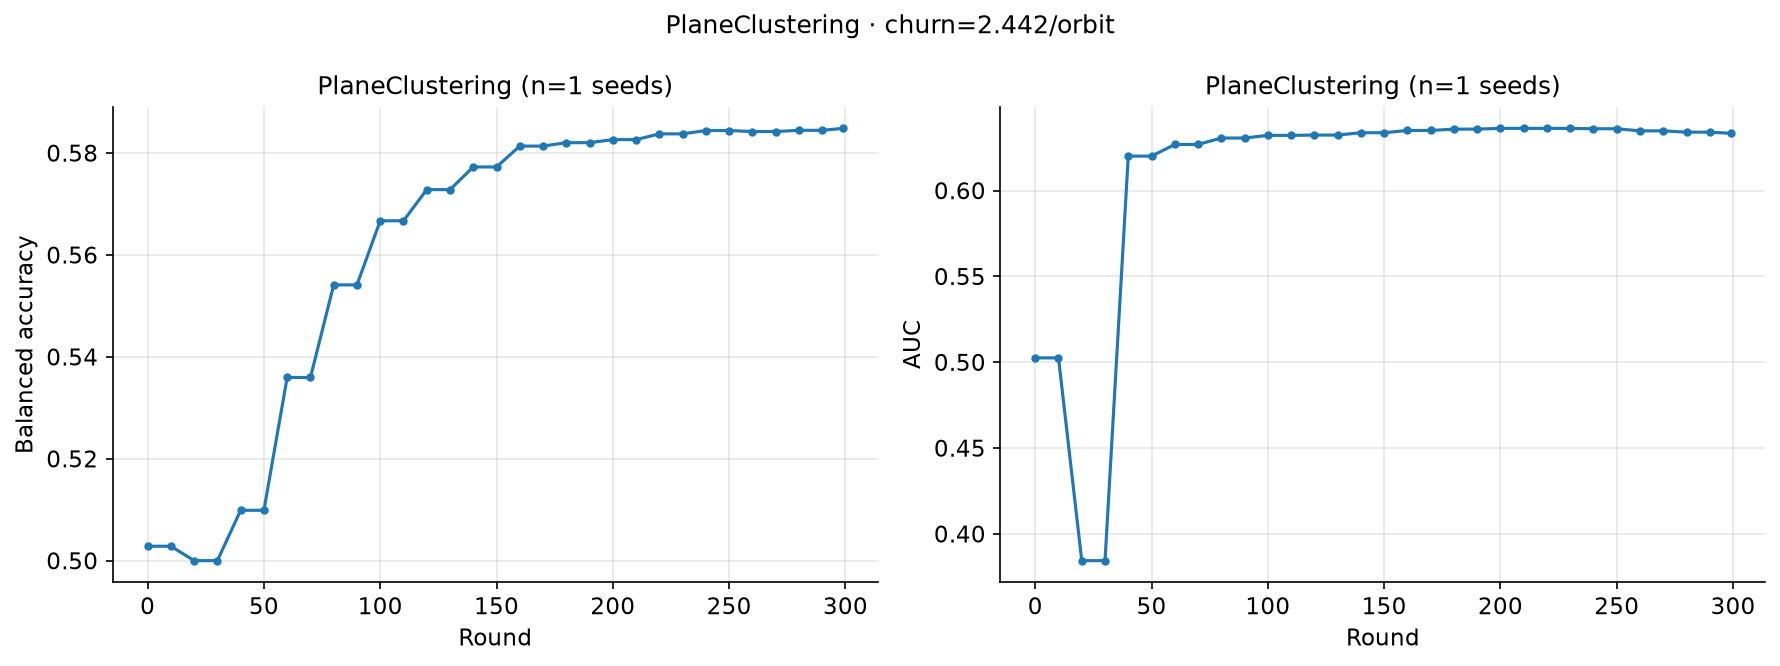 PlaneClustering · churn=2.442/orbit
PlaneClustering (n=1 seeds)
Balanced accuracy
0.58
0.56
0.54
0.52
0.50
0 50 100 150 200 250 300
Round
PlaneClustering (n=1 seeds)
AUC
0.60
0.55
0.50
0.45
0.40
0 50 100 150 200 250 300
Round